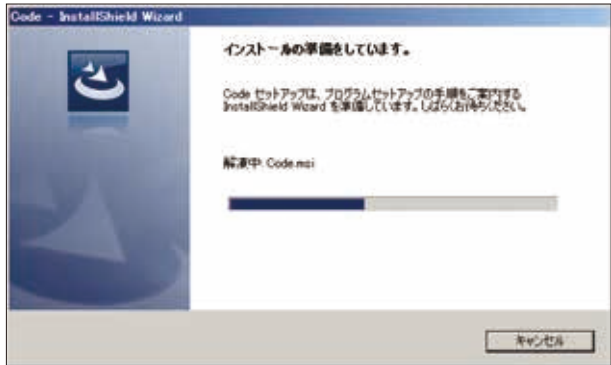 Code - InstallShield Wizard
インストールの準備をしています。
Code セットアップは、プログラムセットアップの手順をご案内する
InstallShield Wizard を準備しています。しばらくお待ちください。
解凍中: Code.msi
キャンセル